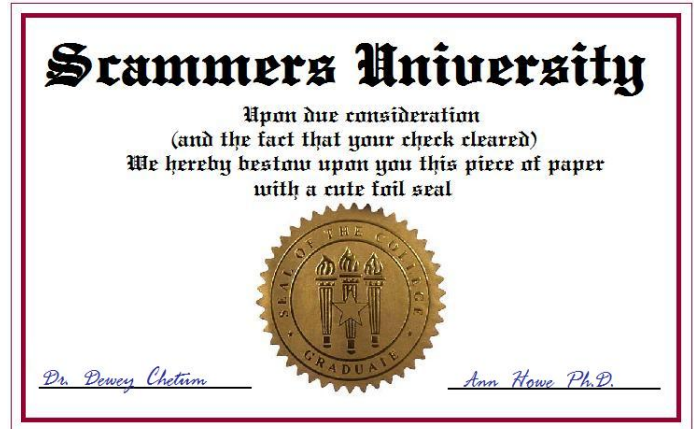 Scammers University
Upon due consideration
(and the fact that your check cleared)
We hereby bestow upon you this piece of paper
with a cute foil seal
SEAL OF THE COLLEGE
GRADUATE
Dr. Dewey Chetum
Ann Howe Ph.D.